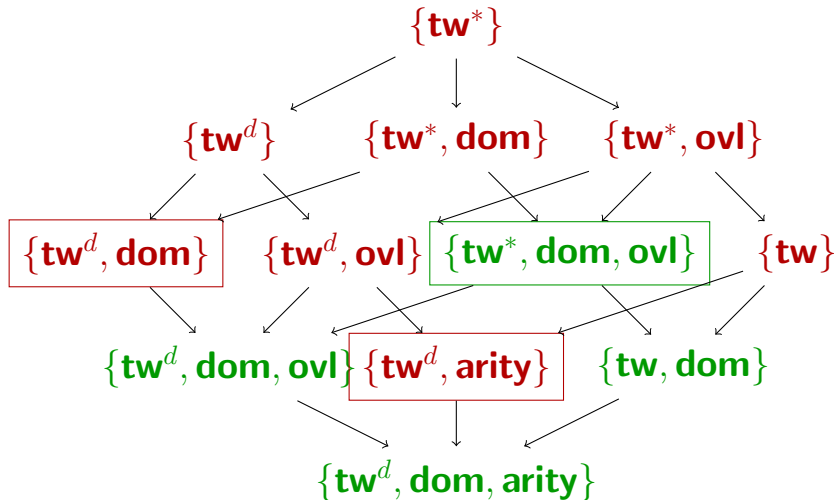 {tw*}
{tw^d} {tw*, dom} {tw*, ovl}
{tw^d, dom} {tw^d, ovl} {tw*, dom, ovl} {tw}
{tw^d, dom, ovl} {tw^d, arity} {tw, dom}
{tw^d, dom, arity}